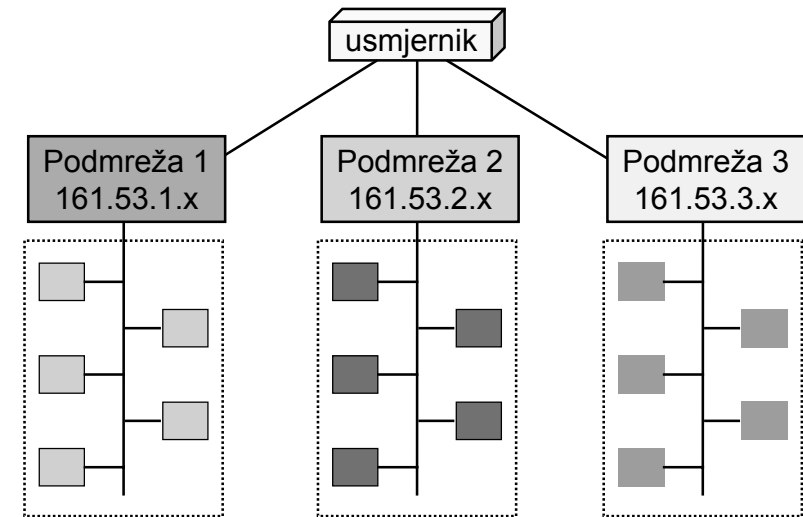 usmjernik
Podmreža 1
161.53.1.x
Podmreža 2
161.53.2.x
Podmreža 3
161.53.3.x